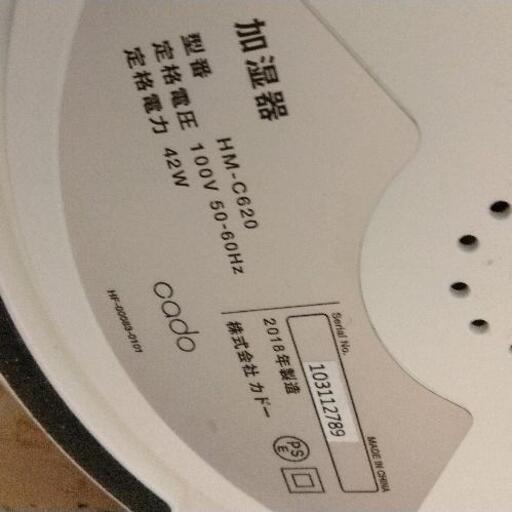 加湿器
型番 HM-C620
定格電圧 100V 50-60Hz
定格電力 42W
cado
HF-00083-0101
2018年製造
株式会社 カドー
Serial No.
103112789
MADE IN CHINA
PS
E